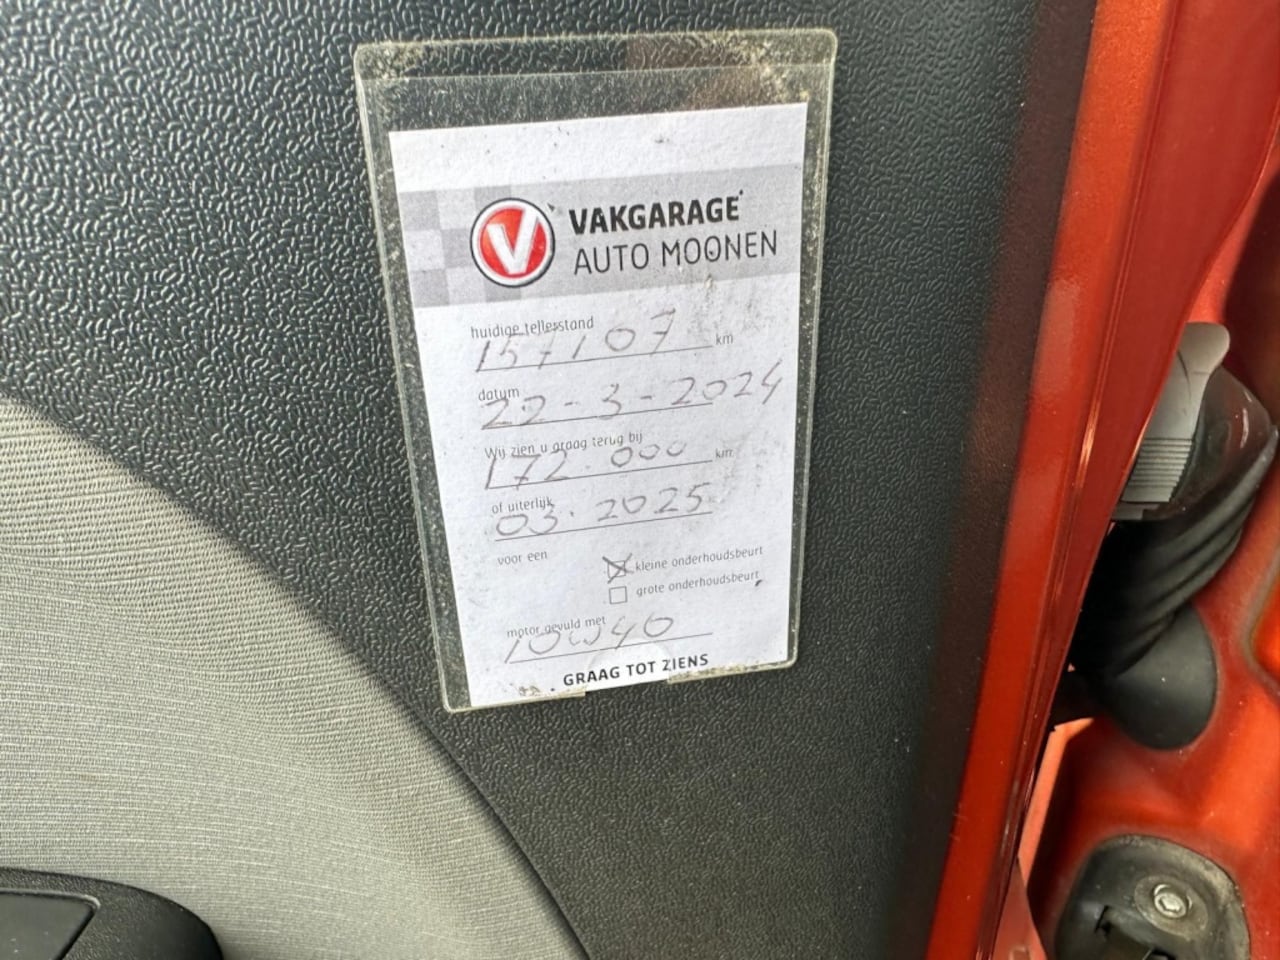 V
VAKGARAGE
AUTO MOONEN
huidige tellerstand
157107 km
datum
22-3-2024
Wij zien u graag terug bij
172.000 km
of uiterlijk
03.2025
voor een
kleine onderhoudsbeurt
grote onderhoudsbeurt
motor gevuld met
10W40
GRAAG TOT ZIENS